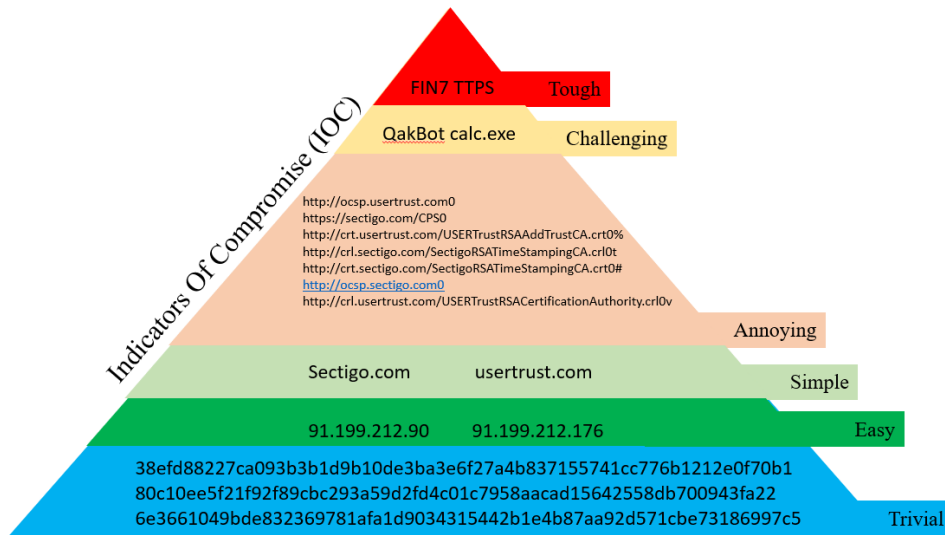 Indicators Of Compromise (IOC)
FIN7 TTPS
Tough
QakBot calc.exe
Challenging
http://ocsp.usertrust.com0
https://sectigo.com/CPS0
http://crt.usertrust.com/USERTrustRSAAddTrustCA.crt0%
http://crl.sectigo.com/SectigoRSATimeStampingCA.crl0t
http://crt.sectigo.com/SectigoRSATimeStampingCA.crt0#
http://ocsp.sectigo.com0
http://crl.usertrust.com/USERTrustRSACertificationAuthority.crl0v
Annoying
Sectigo.com usertrust.com
Simple
91.199.212.90 91.199.212.176
Easy
38efd88227ca093b3b1d9b10de3ba3e6f27a4b837155741cc776b1212e0f70b1
80c10ee5f21f92f89cbc293a59d2fd4c01c7958aacad15642558db700943fa22
6e3661049bde832369781afa1d9034315442b1e4b87aa92d571cbe73186997c5
Trivial